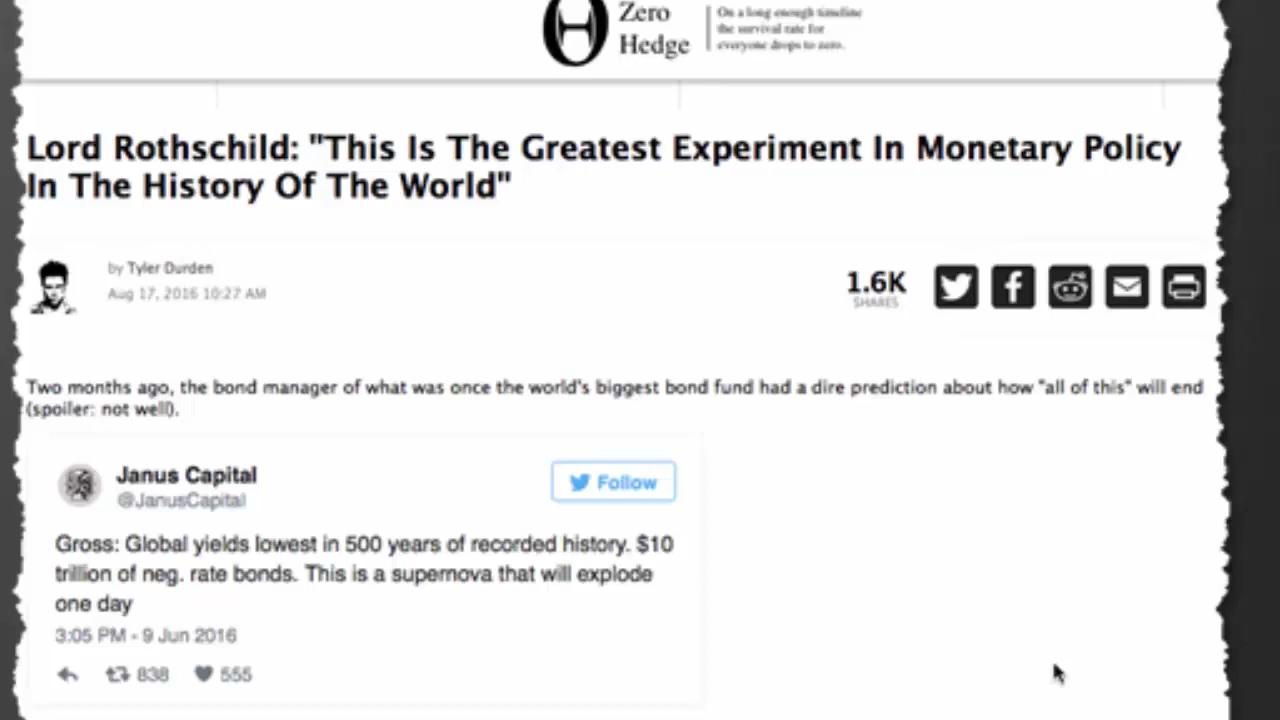 Zero
Hedge
On a long enough timeline
the survival rate for
everyone drops to zero.
Lord Rothschild: "This Is The Greatest Experiment In Monetary Policy
In The History Of The World"
by Tyler Durden
Aug 17, 2016 10:27 AM
1.6K
SHARES
Two months ago, the bond manager of what was once the world's biggest bond fund had a dire prediction about how "all of this" will end
(spoiler: not well).
Janus Capital
@JanusCapital
Follow
Gross: Global yields lowest in 500 years of recorded history. $10
trillion of neg. rate bonds. This is a supernova that will explode
one day
3:05 PM - 9 Jun 2016
838 555